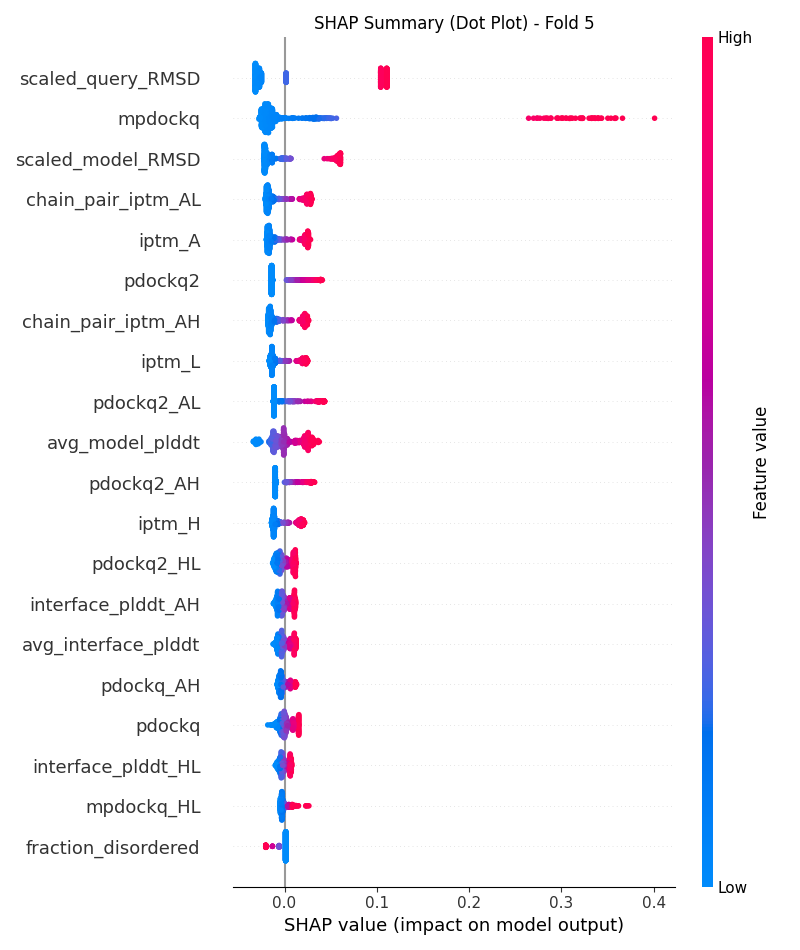 SHAP Summary (Dot Plot) - Fold 5
High
scaled_query_RMSD
mpdockq
scaled_model_RMSD
chain_pair_iptm_AL
iptm_A
pdockq2
chain_pair_iptm_AH
iptm_L
pdockq2_AL
avg_model_plddt
pdockq2_AH
iptm_H
pdockq2_HL
interface_plddt_AH
avg_interface_plddt
pdockq_AH
pdockq
interface_plddt_HL
mpdockq_HL
fraction_disordered
Feature value
Low
0.0 0.1 0.2 0.3 0.4
SHAP value (impact on model output)